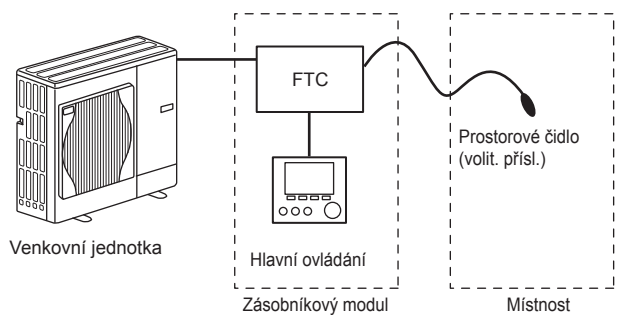 FTC
Prostorové čidlo
(volit. přísl.)
Venkovní jednotka
Hlavní ovládání
Zásobníkový modul
Místnost